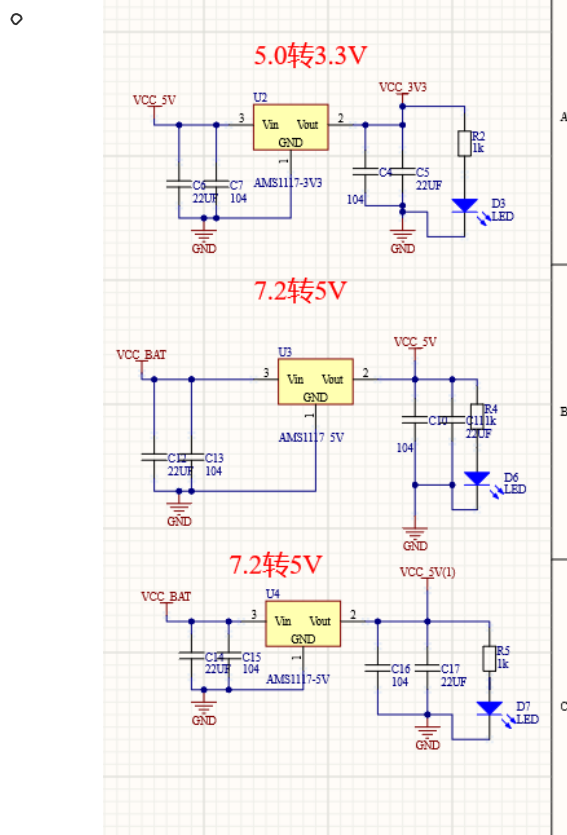 5.0转3.3V
VCC_5V
VCC_3V3
U2
3
Vin
Vout
2
GND
1
AMS1117-3V3
C6
22UF
C7
104
C4
104
C5
22UF
R2
1k
D3
LED
GND
GND
A
7.2转5V
VCC_BAT
VCC_5V
U3
3
Vin
Vout
2
GND
1
AMS1117-5V
C12
22UF
C13
104
C10
104
C11
22UF
R4
1k
D6
LED
GND
GND
B
7.2转5V
VCC_BAT
VCC_5V(1)
U4
3
Vin
Vout
2
GND
1
AMS1117-5V
C14
22UF
C15
104
C16
104
C17
22UF
R5
1k
D7
LED
GND
GND
C